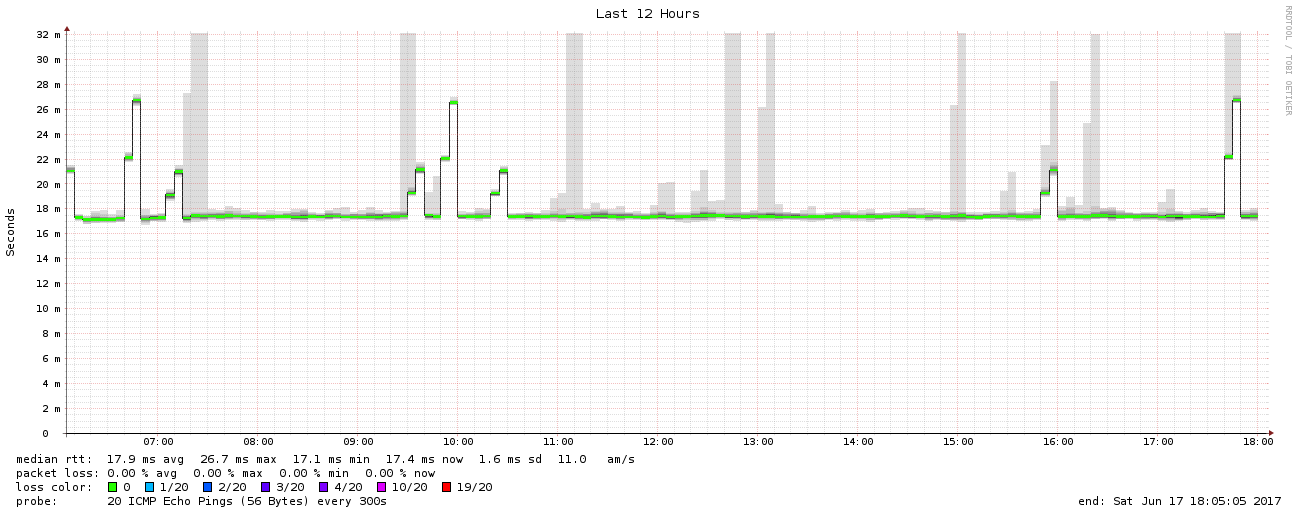 Last 12 Hours
RRDTOOL / TOBI OETIKER
Seconds
32 m
30 m
28 m
26 m
24 m
22 m
20 m
18 m
16 m
14 m
12 m
10 m
8 m
6 m
4 m
2 m
0
07:00 08:00 09:00 10:00 11:00 12:00 13:00 14:00 15:00 16:00 17:00 18:00
median rtt: 17.9 ms avg 26.7 ms max 17.1 ms min 17.4 ms now 1.6 ms sd 11.0 am/s
packet loss: 0.00 % avg 0.00 % max 0.00 % min 0.00 % now
loss color: 0 1/20 2/20 3/20 4/20 10/20 19/20
probe: 20 ICMP Echo Pings (56 Bytes) every 300s end: Sat Jun 17 18:05:05 2017